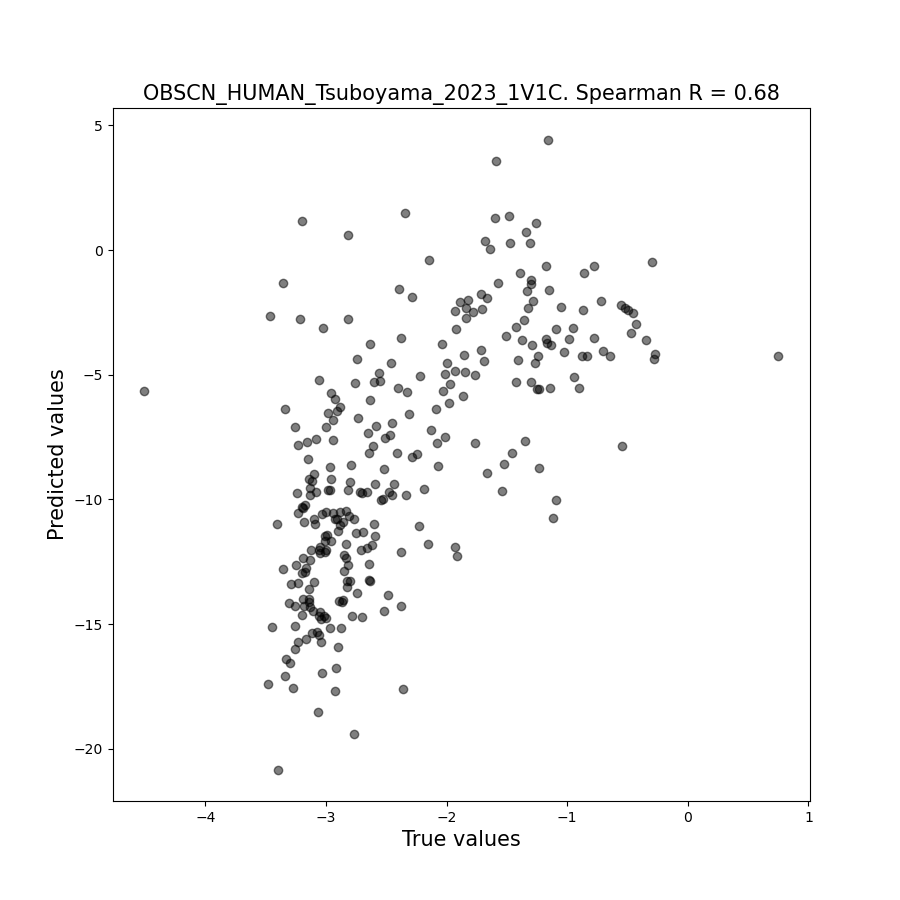 OBSCN_HUMAN_Tsuboyama_2023_1V1C. Spearman R = 0.68
5
0
−5
−10
−15
−20
Predicted values
−4 −3 −2 −1 0 1
True values